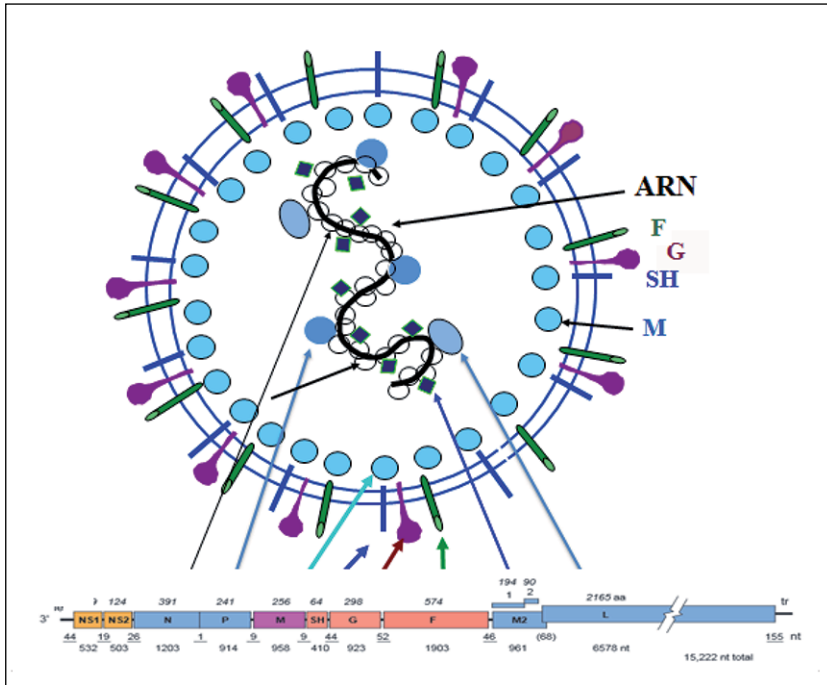 ARN
F
G
SH
M
124 391 241 256 64 298 574 194 90 2165 aa
1 2
tr
3' NS1 NS2 N P M SH G F M2 L
44 19 26 1 9 9 44 52 46 (68) 155 nt
532 503 1203 914 958 410 923 1903 961 6578 nt
15,222 nt total